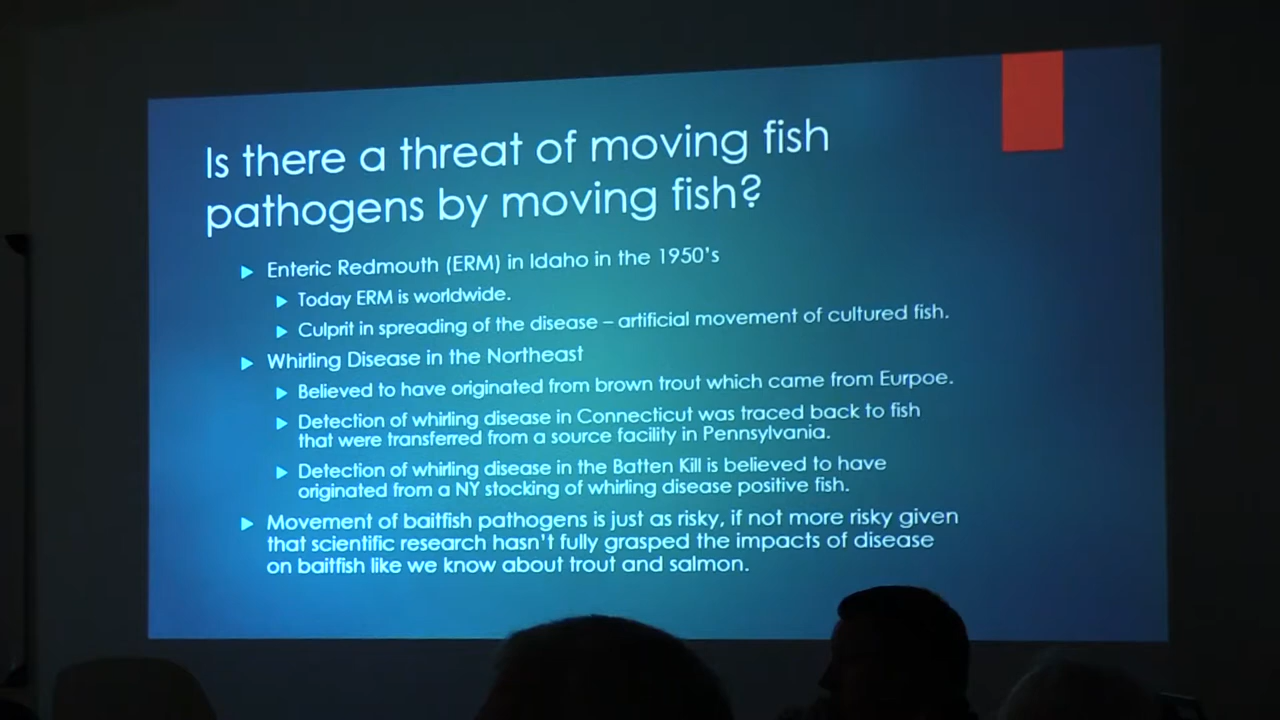 Is there a threat of moving fish
pathogens by moving fish?
Enteric Redmouth (ERM) in Idaho in the 1950's
Today ERM is worldwide.
Culprit in spreading of the disease – artificial movement of cultured fish.
Whirling Disease in the Northeast
Believed to have originated from brown trout which came from Eurpoe.
Detection of whirling disease in Connecticut was traced back to fish
that were transferred from a source facility in Pennsylvania.
Detection of whirling disease in the Batten Kill is believed to have
originated from a NY stocking of whirling disease positive fish.
Movement of baitfish pathogens is just as risky, if not more risky given
that scientific research hasn't fully grasped the impacts of disease
on baitfish like we know about trout and salmon.